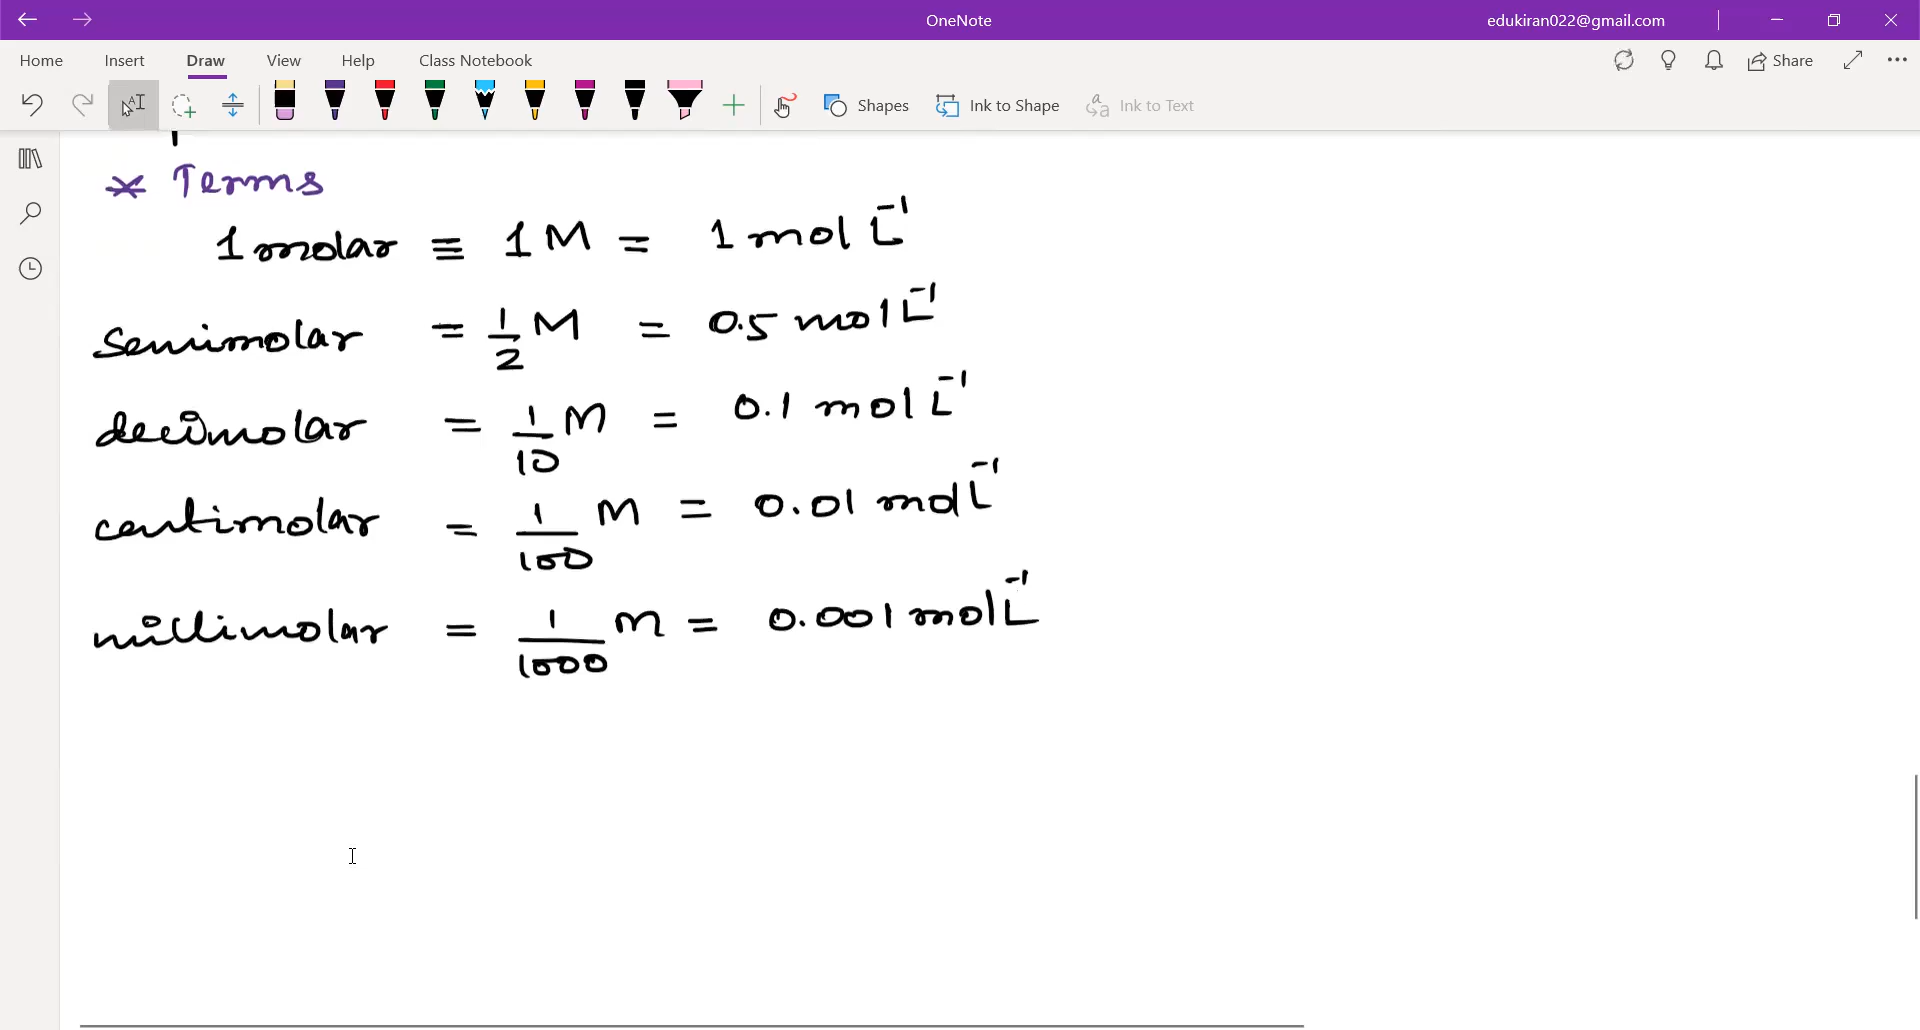 OneNote
edukiran022@gmail.com
Home Insert Draw View Help Class Notebook
Share
Shapes Ink to Shape Ink to Text
* Terms
1 molar ≡ 1 M = 1 mol L⁻¹
semimolar = 1/2 M = 0.5 mol L⁻¹
decimolar = 1/10 M = 0.1 mol L⁻¹
centimolar = 1/100 M = 0.01 mol L⁻¹
millimolar = 1/1000 M = 0.001 mol L⁻¹